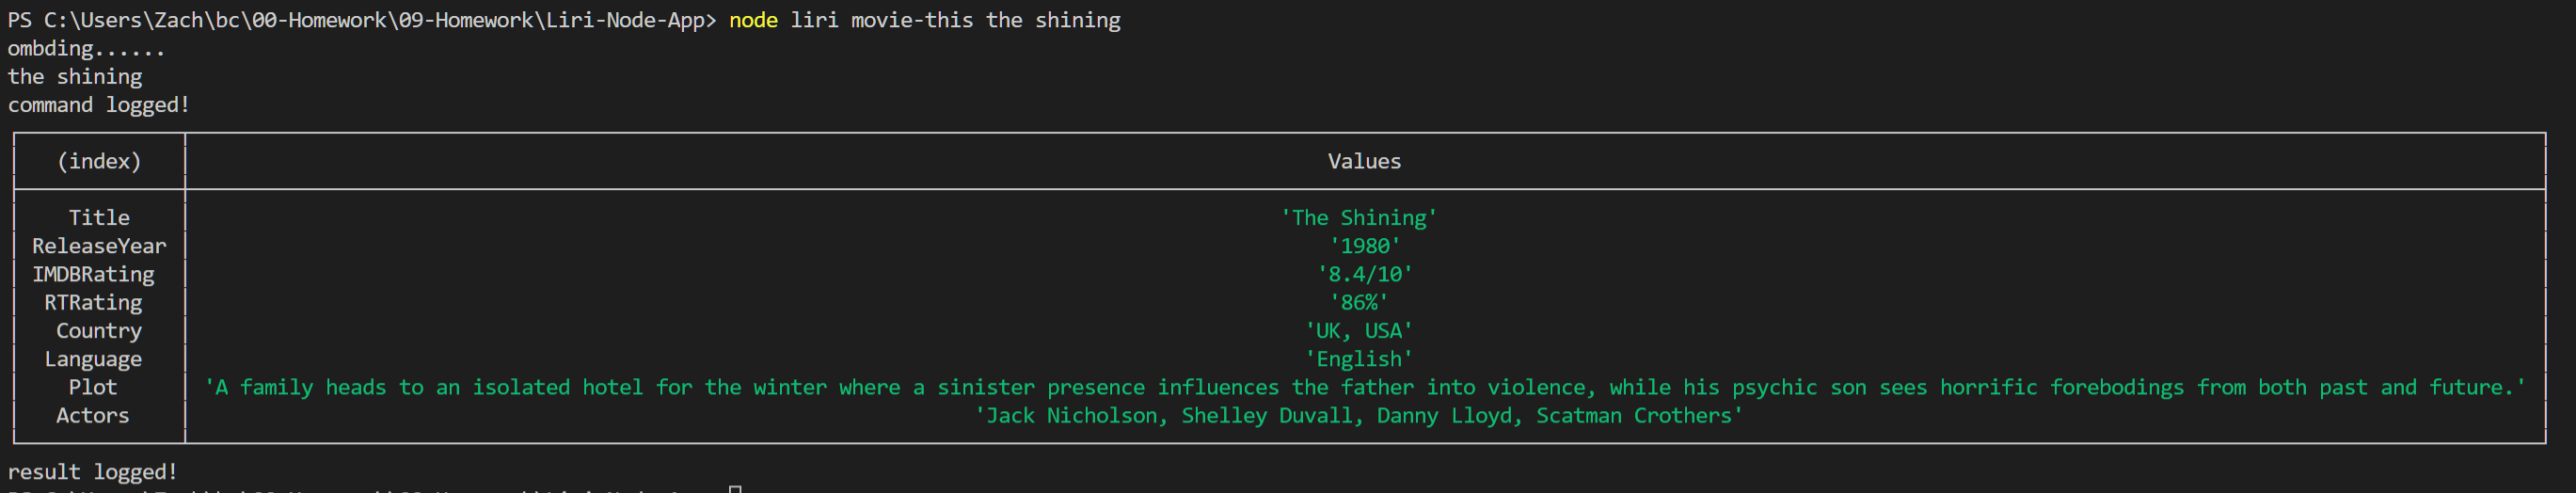 PS C:\Users\Zach\bc\00-Homework\09-Homework\Liri-Node-App> node liri movie-this the shining
ombding......
the shining
command logged!
(index) Values
Title 'The Shining'
ReleaseYear '1980'
IMDBRating '8.4/10'
RTRating '86%'
Country 'UK, USA'
Language 'English'
Plot 'A family heads to an isolated hotel for the winter where a sinister presence influences the father into violence, while his psychic son sees horrific forebodings from both past and future.'
Actors 'Jack Nicholson, Shelley Duvall, Danny Lloyd, Scatman Crothers'
result logged!